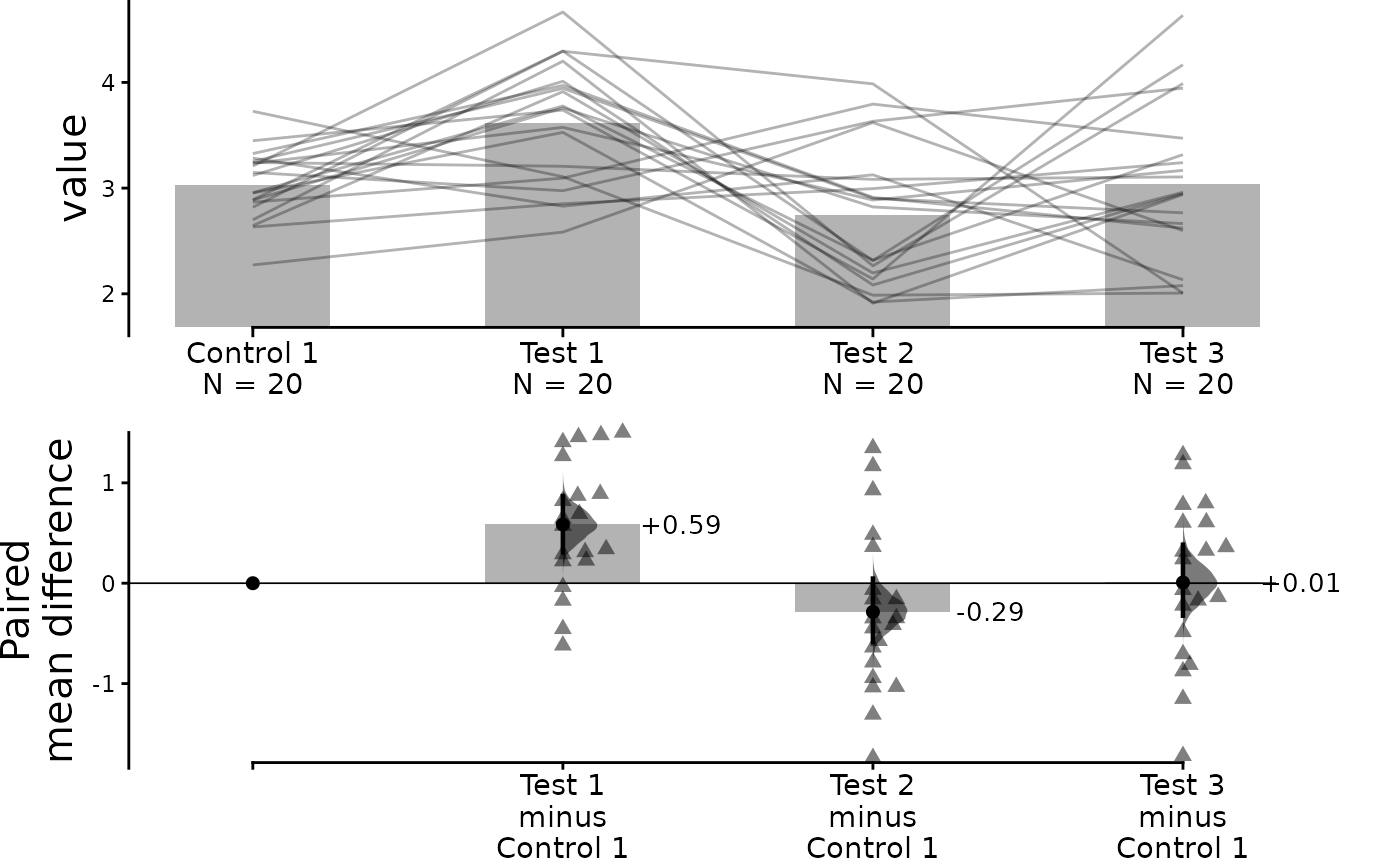 value
4
3
2
Control 1
N = 20
Test 1
N = 20
Test 2
N = 20
Test 3
N = 20
Paired
mean difference
1
0
-1
+0.59
-0.29
+0.01
Test 1
minus
Control 1
Test 2
minus
Control 1
Test 3
minus
Control 1